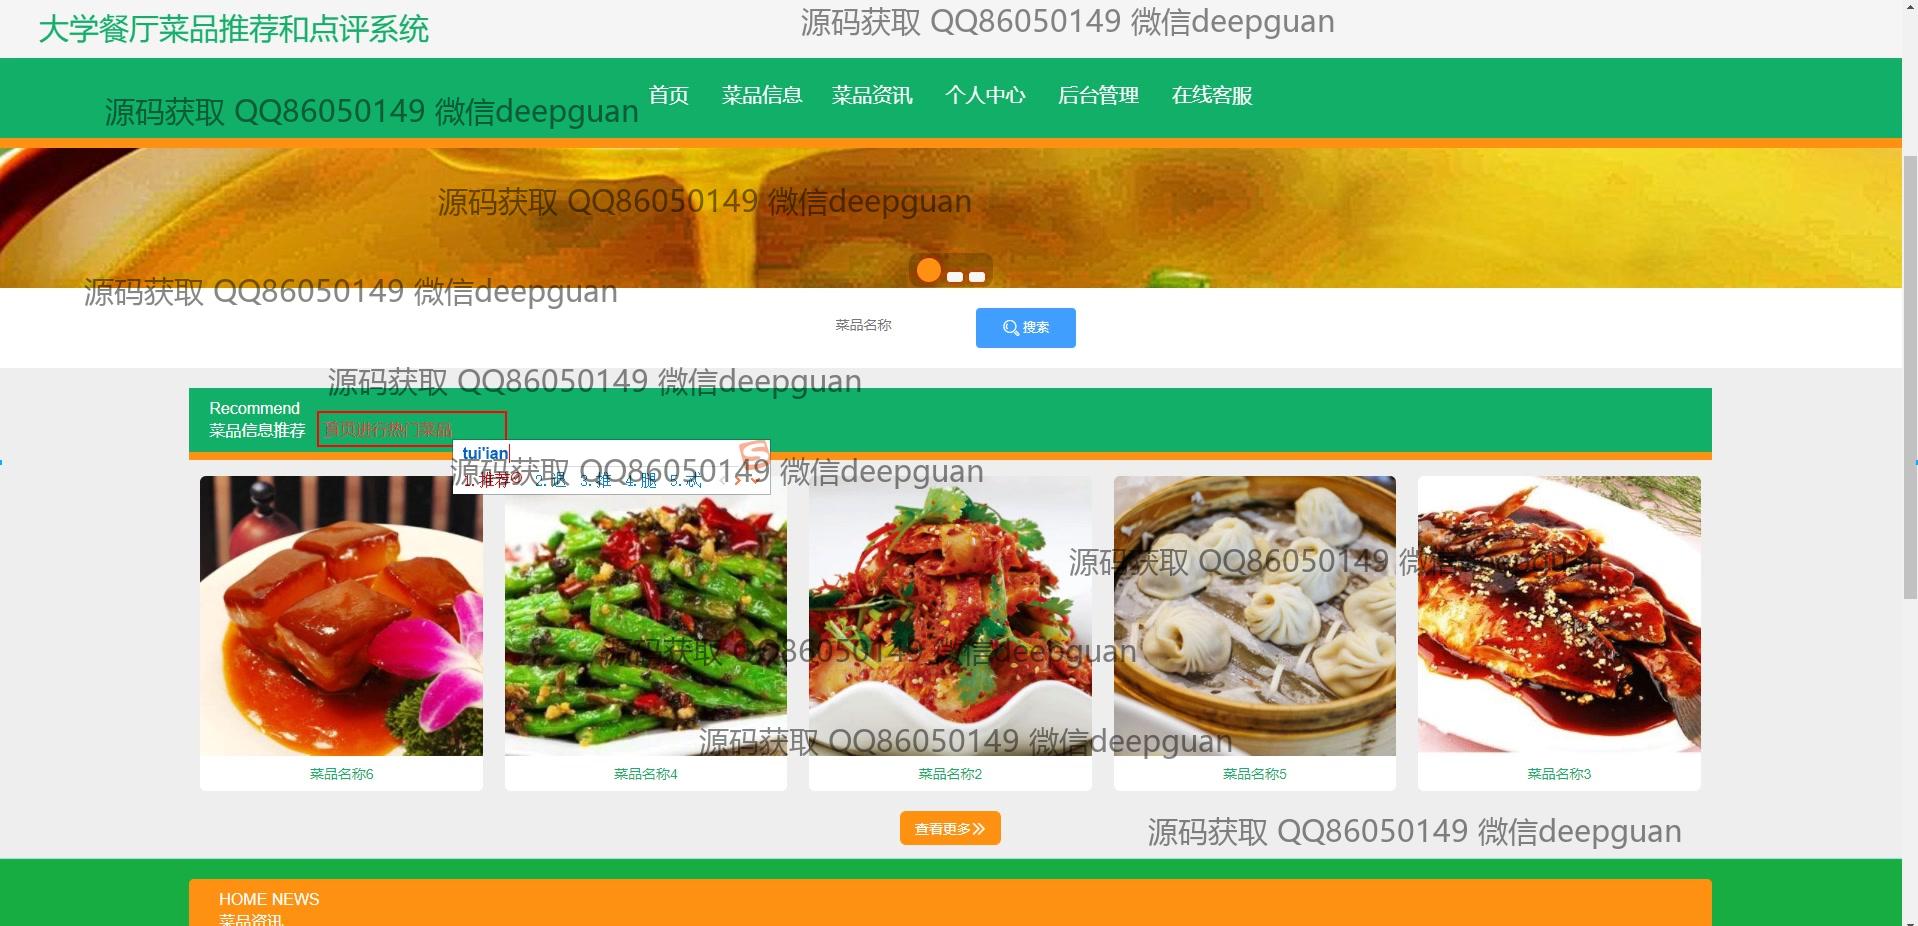 大学餐厅菜品推荐和点评系统
源码获取 QQ86050149 微信deepguan
首页 菜品信息 菜品资讯 个人中心 后台管理 在线客服
源码获取 QQ86050149 微信deepguan
源码获取 QQ86050149 微信deepguan
源码获取 QQ86050149 微信deepguan
菜品名称 搜索
源码获取 QQ86050149 微信deepguan
Recommend
菜品信息推荐 首页进行热门菜品
tui'ian
源码获取 QQ86050149 微信deepguan
1.推荐 2.退 3.推 4.腿 5.忒
源码获取 QQ86050149 微信deepguan
源码获取 QQ86050149 微信deepguan
源码获取 QQ86050149 微信deepguan
菜品名称6 菜品名称4 菜品名称2 菜品名称5 菜品名称3
查看更多
源码获取 QQ86050149 微信deepguan
HOME NEWS
菜品资讯